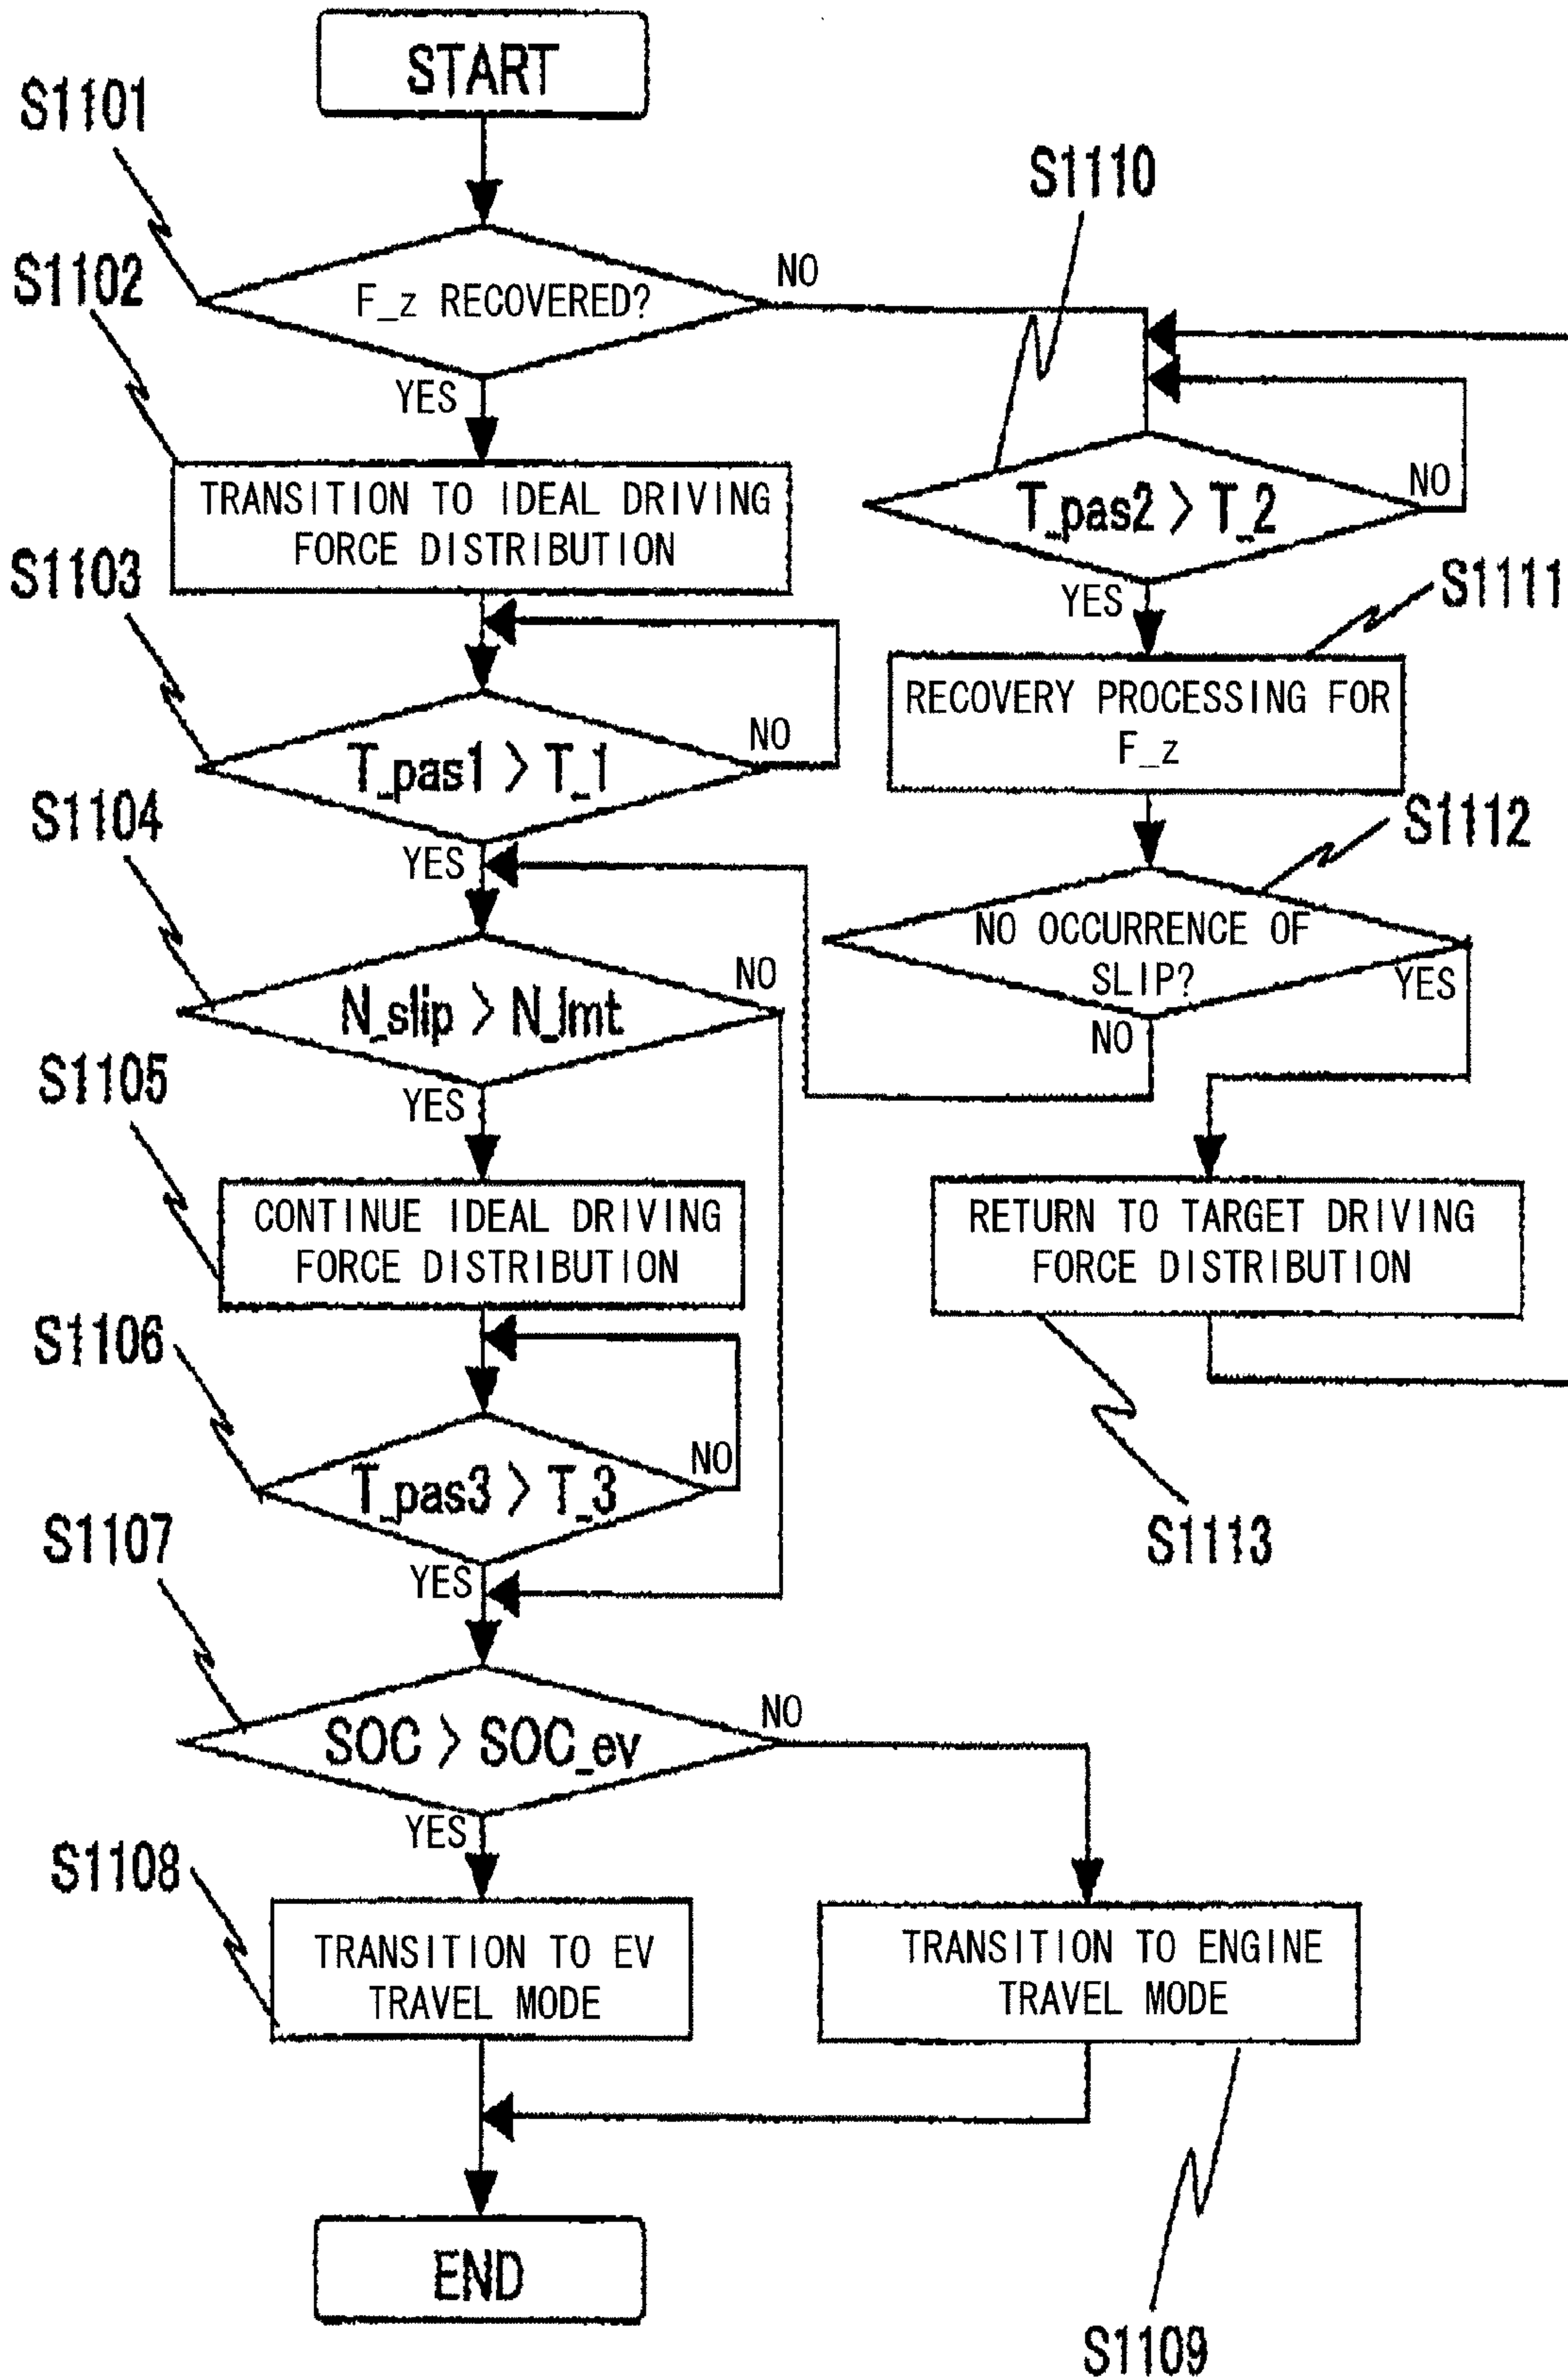 START
S1101
F_z RECOVERED?
NO
YES
S1102
TRANSITION TO IDEAL DRIVING
FORCE DISTRIBUTION
S1103
T_pas1 > T_1
NO
YES
S1104
N_slip > N_lmt
NO
YES
S1105
CONTINUE IDEAL DRIVING
FORCE DISTRIBUTION
S1106
T_pas3 > T_3
NO
YES
S1107
SOC > SOC_ev
NO
YES
S1108
TRANSITION TO EV
TRAVEL MODE
TRANSITION TO ENGINE
TRAVEL MODE
S1109
END
S1110
T_pas2 > T_2
NO
YES
S1111
RECOVERY PROCESSING FOR
F_z
S1112
NO OCCURRENCE OF
SLIP?
YES
NO
RETURN TO TARGET DRIVING
FORCE DISTRIBUTION
S1113